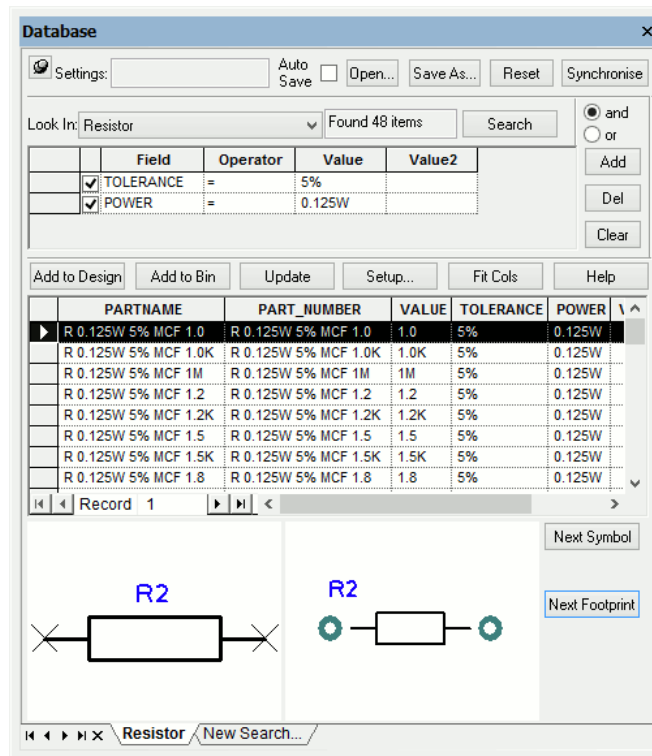 Database
Settings: Auto Save Open... Save As... Reset Synchronise
Look In: Resistor Found 48 items Search and
or
Field Operator Value Value2 Add
TOLERANCE = 5%
POWER = 0.125W Del
Clear
Add to Design Add to Bin Update Setup... Fit Cols Help
PARTNAME PART_NUMBER VALUE TOLERANCE POWER
R 0.125W 5% MCF 1.0 R 0.125W 5% MCF 1.0 1.0 5% 0.125W
R 0.125W 5% MCF 1.0K R 0.125W 5% MCF 1.0K 1.0K 5% 0.125W
R 0.125W 5% MCF 1M R 0.125W 5% MCF 1M 1M 5% 0.125W
R 0.125W 5% MCF 1.2 R 0.125W 5% MCF 1.2 1.2 5% 0.125W
R 0.125W 5% MCF 1.2K R 0.125W 5% MCF 1.2K 1.2K 5% 0.125W
R 0.125W 5% MCF 1.5 R 0.125W 5% MCF 1.5 1.5 5% 0.125W
R 0.125W 5% MCF 1.5K R 0.125W 5% MCF 1.5K 1.5K 5% 0.125W
R 0.125W 5% MCF 1.8 R 0.125W 5% MCF 1.8 1.8 5% 0.125W
Record 1
Next Symbol
R2 R2
Next Footprint
Resistor New Search...